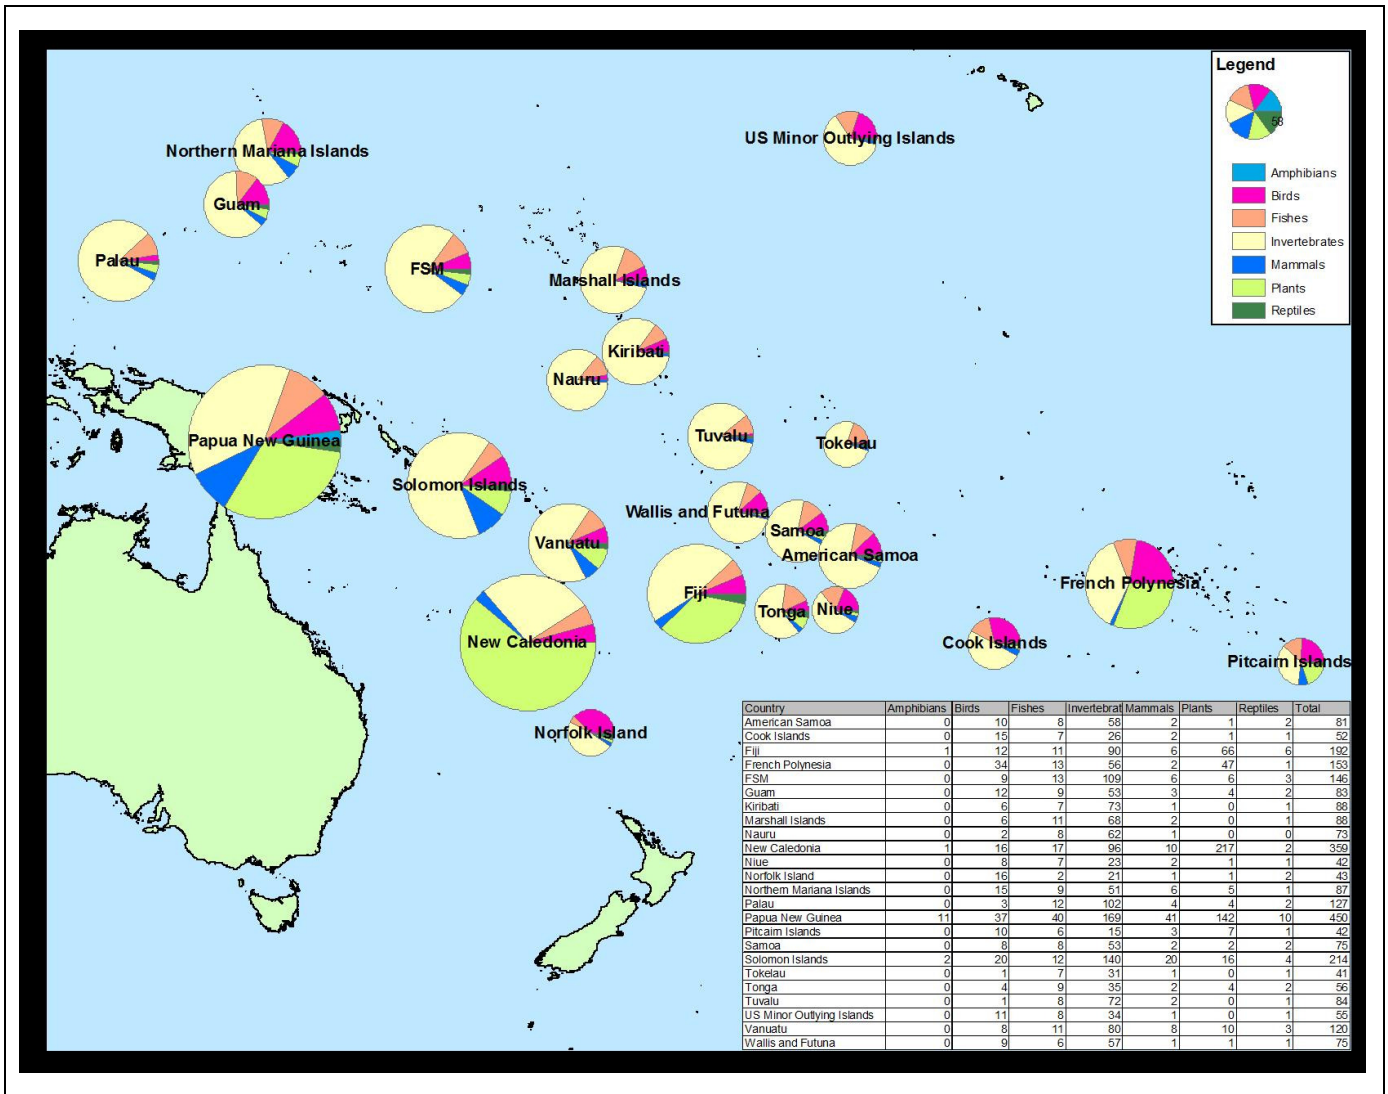 Legend
58
Amphibians
Birds
Fishes
Invertebrates
Mammals
Plants
Reptiles
Northern Mariana Islands
US Minor Outlying Islands
Guam
Palau
FSM
Marshall Islands
Kiribati
Nauru
Papua New Guinea
Tuvalu
Tokelau
Solomon Islands
Wallis and Futuna
Samoa
Vanuatu
American Samoa
French Polynesia
Fiji
Tonga
Niue
New Caledonia
Cook Islands
Pitcairn Islands
Norfolk Island
Country Amphibians Birds Fishes Invertebrat Mammals Plants Reptiles Total
American Samoa 0 10 8 58 2 1 2 81
Cook Islands 0 15 7 26 2 1 1 52
Fiji 1 12 11 90 6 66 6 192
French Polynesia 0 34 13 56 2 47 1 153
FSM 0 9 13 109 6 6 3 146
Guam 0 12 9 53 3 4 2 83
Kiribati 0 6 7 73 1 0 1 88
Marshall Islands 0 6 11 68 2 0 1 88
Nauru 0 2 8 62 1 0 0 73
New Caledonia 1 16 17 96 10 217 2 359
Niue 0 8 7 23 2 1 1 42
Norfolk Island 0 16 2 21 1 1 2 43
Northern Mariana Islands 0 15 9 51 6 5 1 87
Palau 0 3 12 102 4 4 2 127
Papua New Guinea 11 37 40 169 41 142 10 450
Pitcairn Islands 0 10 6 15 3 7 1 42
Samoa 0 8 8 53 2 2 2 75
Solomon Islands 2 20 12 140 20 16 4 214
Tokelau 0 1 7 31 1 0 1 41
Tonga 0 4 9 35 2 4 2 56
Tuvalu 0 1 8 72 2 0 1 84
US Minor Outlying Islands 0 11 8 34 1 0 1 55
Vanuatu 0 8 11 80 8 10 3 120
Wallis and Futuna 0 9 6 57 1 1 1 75